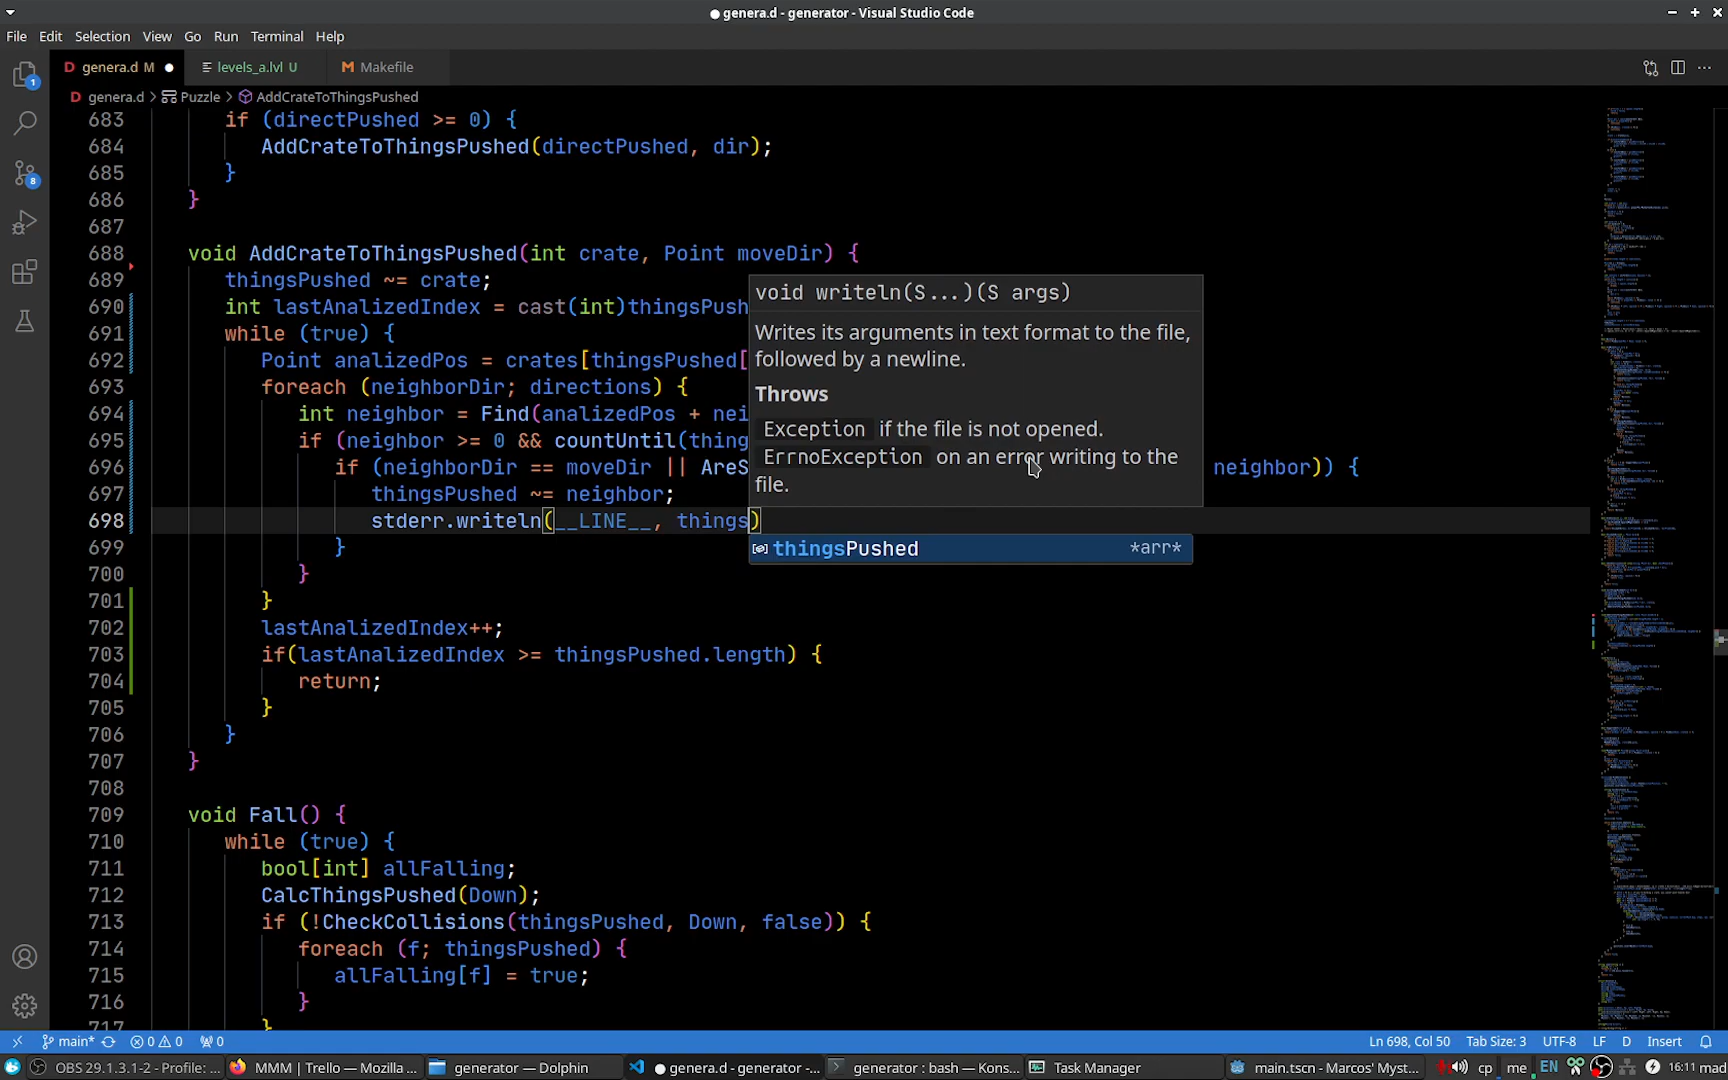 genera.d - generator - Visual Studio Code
File Edit Selection View Go Run Terminal Help
D genera.d M levels_a.lvl U M Makefile
D genera.d > Puzzle > AddCrateToThingsPushed
683 if (directPushed >= 0) {
684 AddCrateToThingsPushed(directPushed, dir);
685 }
686 }
687
688 void AddCrateToThingsPushed(int crate, Point moveDir) {
689 thingsPushed ~= crate;
690 int lastAnalizedIndex = cast(int)thingsPush
691 while (true) {
692 Point analizedPos = crates[thingsPushed[
693 foreach (neighborDir; directions) {
694 int neighbor = Find(analizedPos + nei
695 if (neighbor >= 0 && countUntil(thing
696 if (neighborDir == moveDir || AreS neighbor)) {
697 thingsPushed ~= neighbor;
698 stderr.writeln(__LINE__, things)
699 }
700 }
701 }
702 lastAnalizedIndex++;
703 if(lastAnalizedIndex >= thingsPushed.length) {
704 return;
705 }
706 }
707 }
708
709 void Fall() {
710 while (true) {
711 bool[int] allFalling;
712 CalcThingsPushed(Down);
713 if (!CheckCollisions(thingsPushed, Down, false)) {
714 foreach (f; thingsPushed) {
715 allFalling[f] = true;
716 }
717 }
void writeln(S...)(S args)
Writes its arguments in text format to the file,
followed by a newline.
Throws
Exception if the file is not opened.
ErrnoException on an error writing to the
file.
thingsPushed *arr*
1
8
main* 0 0 0 Ln 698, Col 50 Tab Size: 3 UTF-8 LF D Insert
OBS 29.1.3.1-2 - Profile: ... MMM | Trello — Mozilla ... generator — Dolphin genera.d - generator -... generator : bash — Kons... Task Manager main.tscn - Marcos' Myst... cp me EN 16:11 mad